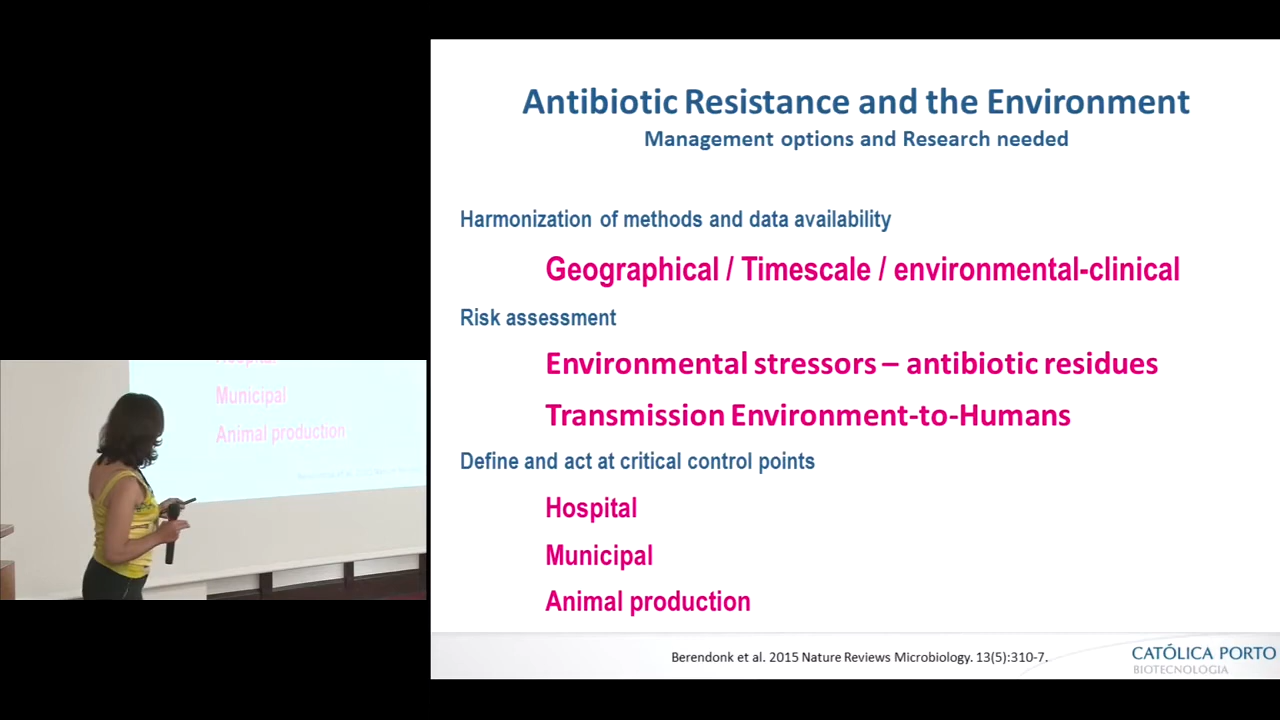 Antibiotic Resistance and the Environment
Management options and Research needed
Harmonization of methods and data availability
Geographical / Timescale / environmental-clinical
Risk assessment
Environmental stressors – antibiotic residues
Transmission Environment-to-Humans
Define and act at critical control points
Hospital
Municipal
Animal production
Berendonk et al. 2015 Nature Reviews Microbiology. 13(5):310-7.
CATÓLICA PORTO
BIOTECNOLOGIA
Hospital
Municipal
Animal production